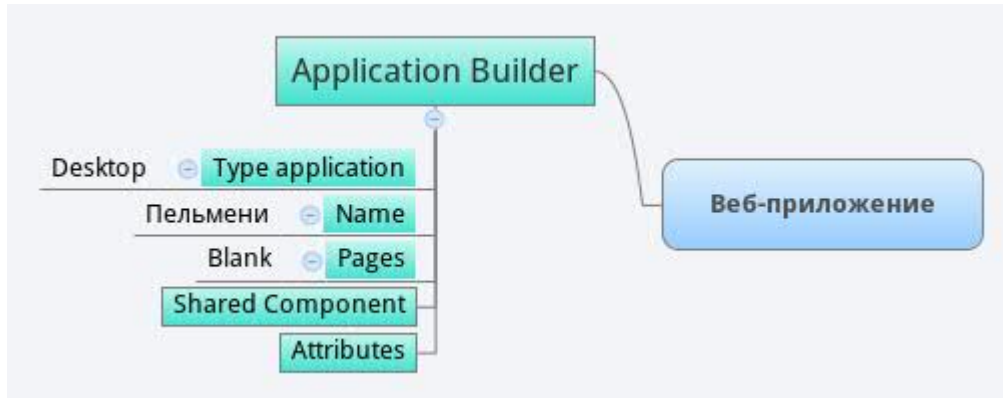 Application Builder
Desktop Type application
Пельмени Name
Blank Pages
Shared Component
Attributes
Веб-приложение